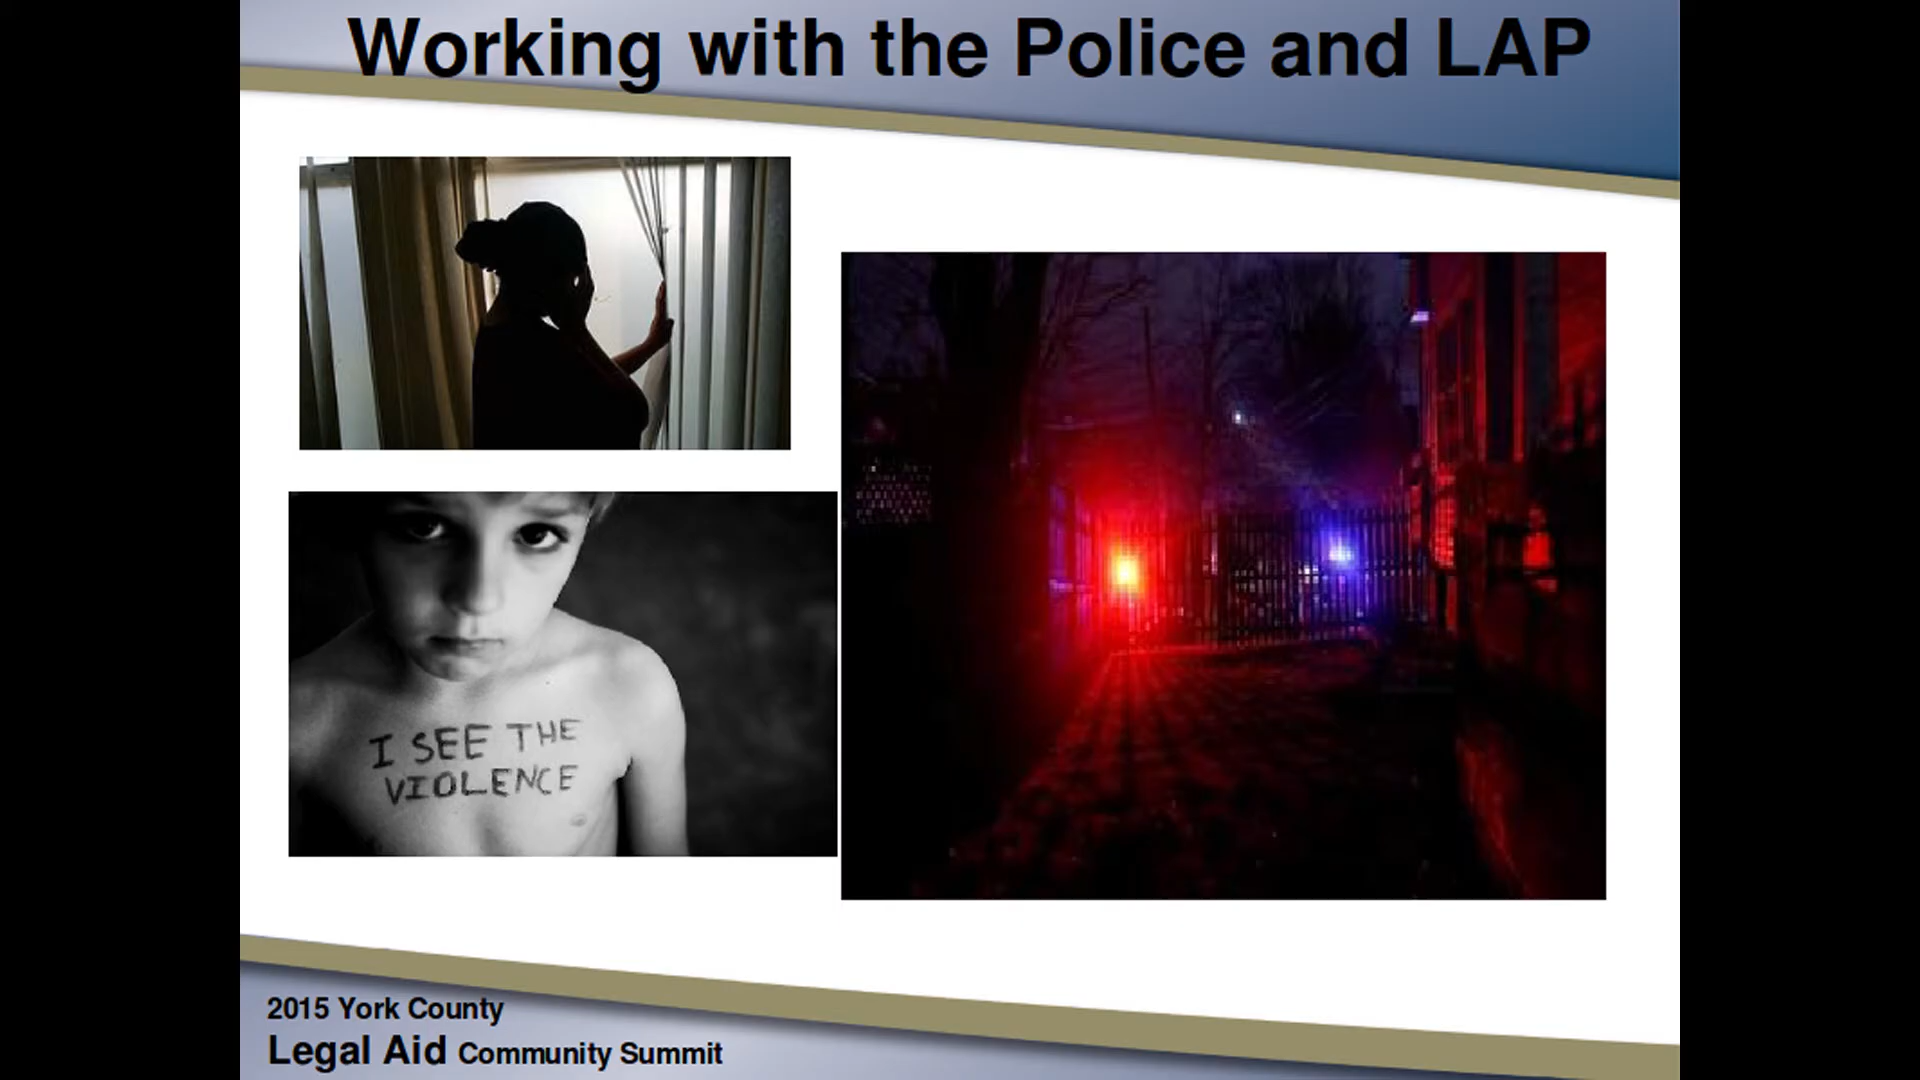 Working with the Police and LAP
I SEE THE
VIOLENCE
2015 York County
Legal Aid Community Summit